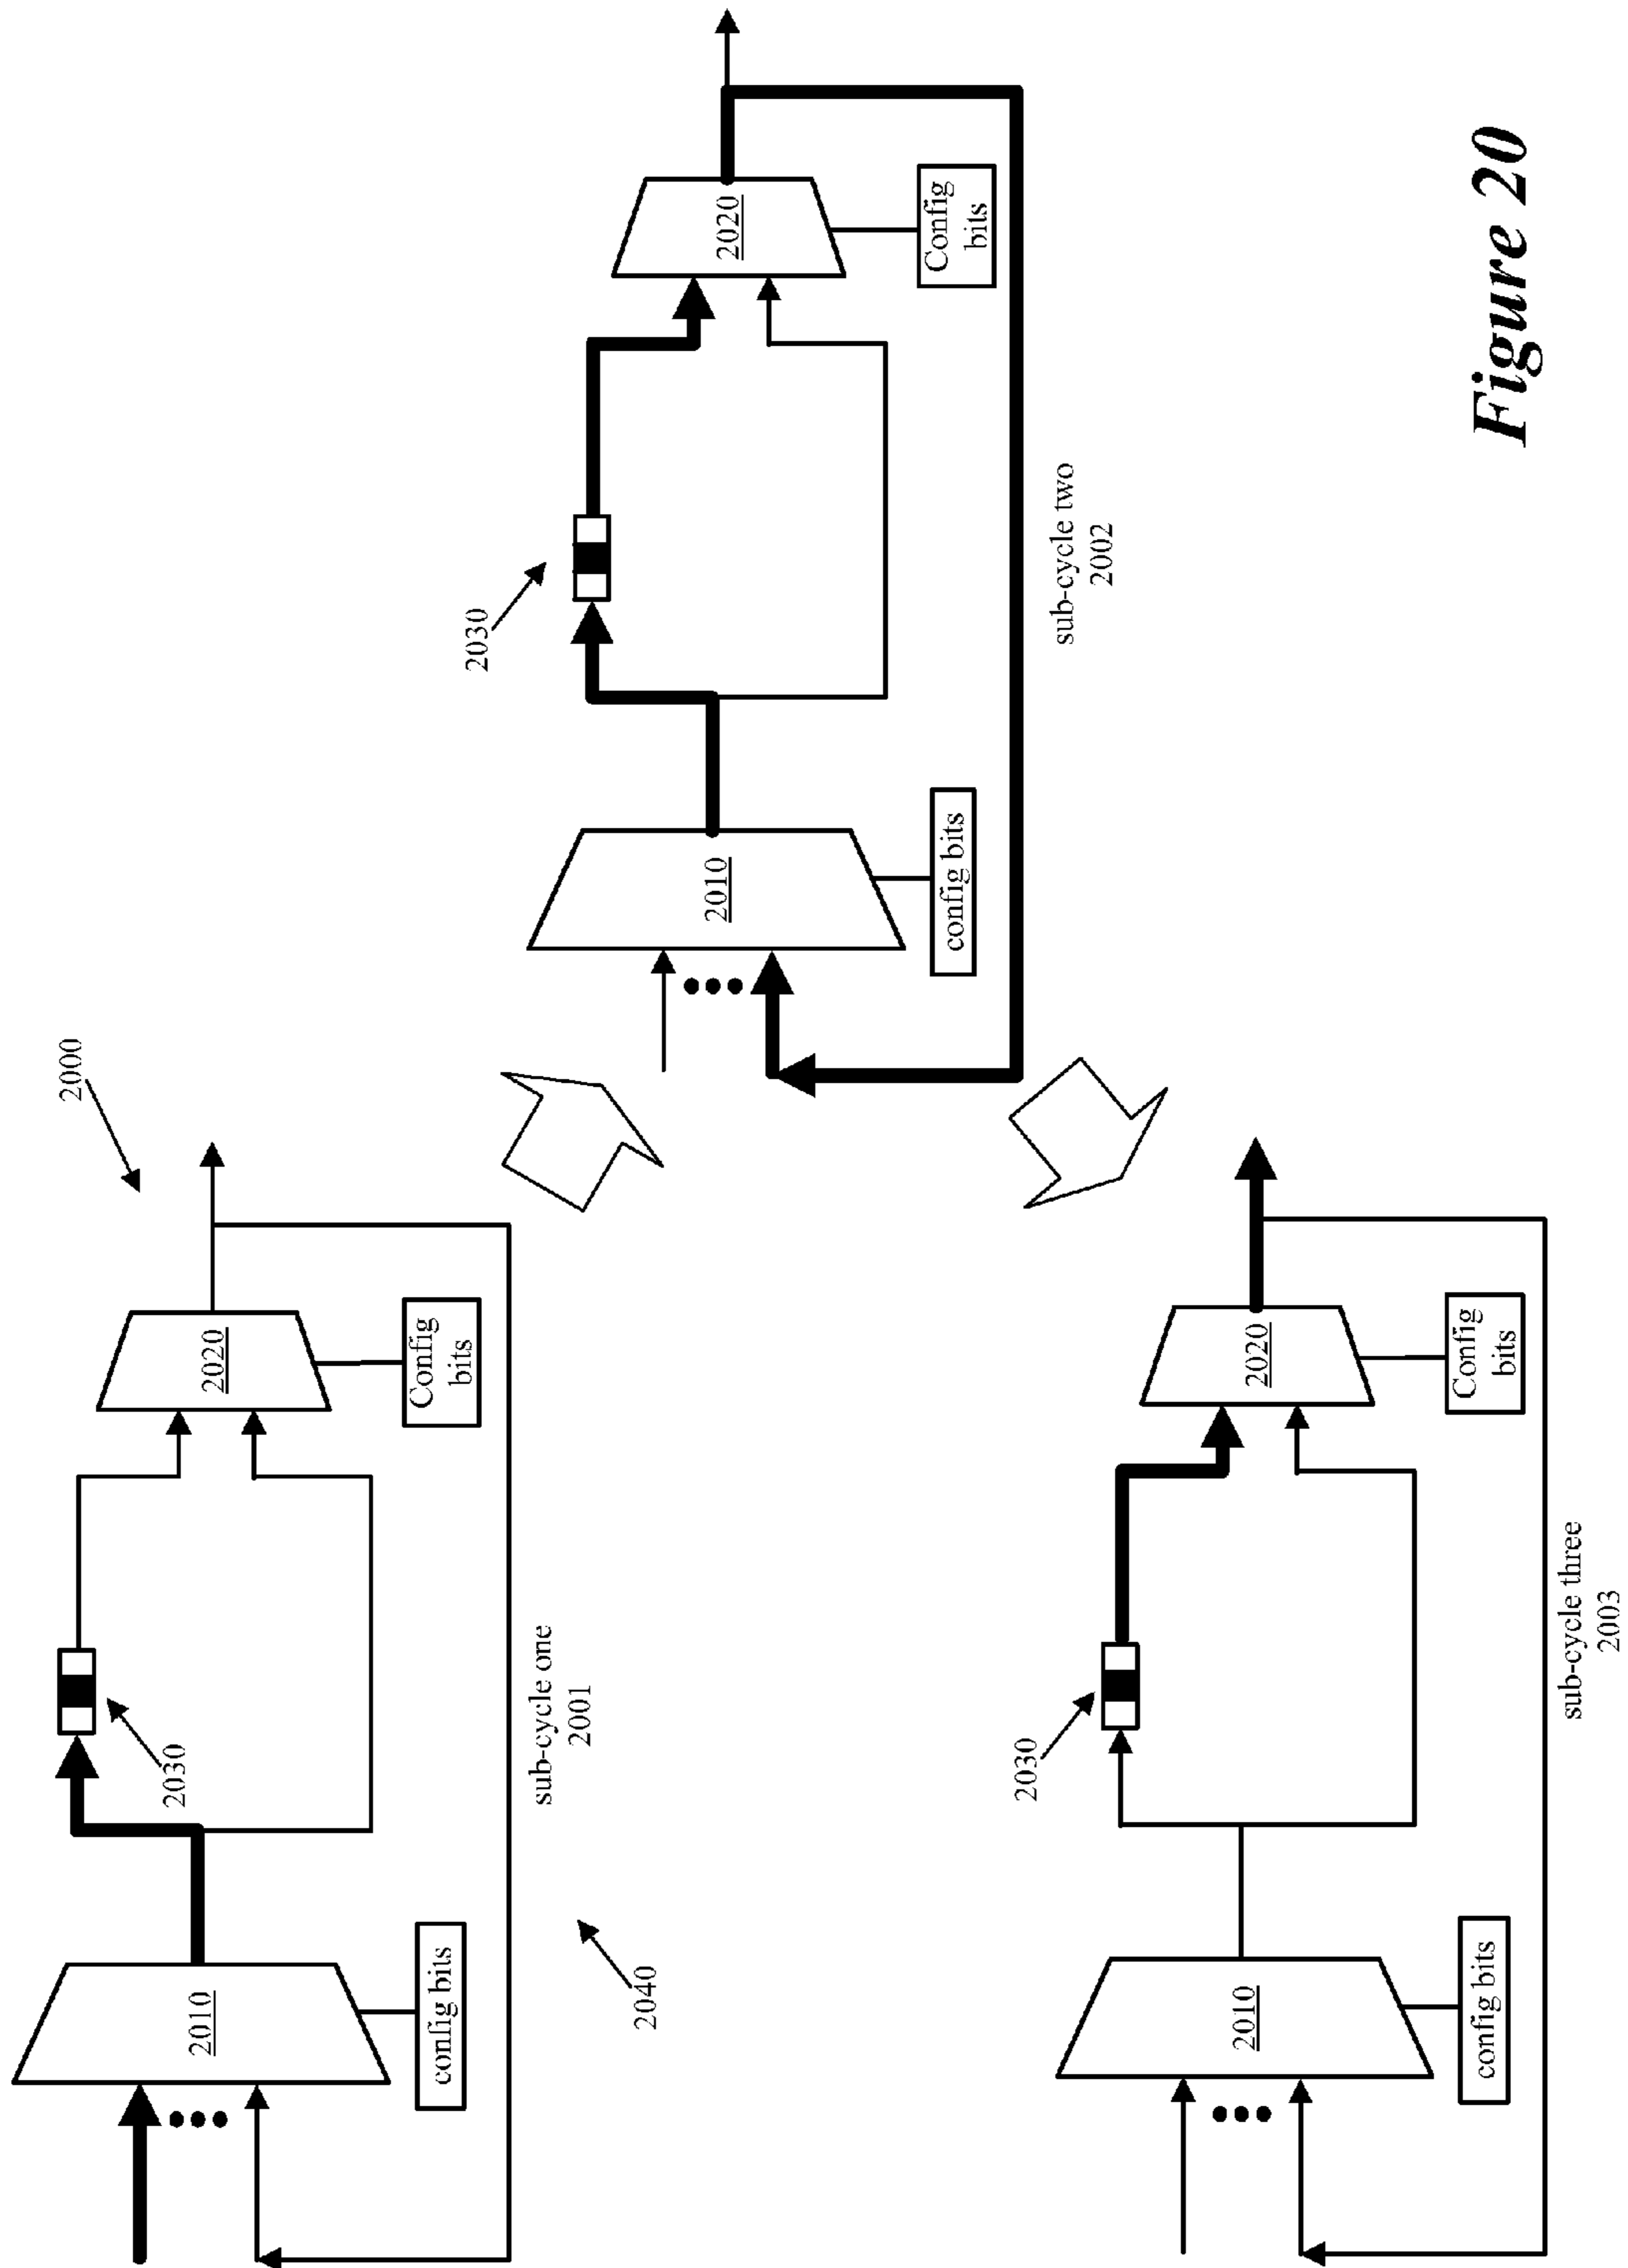 2000
2030
2010
config bits
2020
Config
bits
sub-cycle one
2001
2040
2030
2010
config bits
2020
Config
bits
sub-cycle two
2002
2030
2010
config bits
2020
Config
bits
sub-cycle three
2003
Figure 20